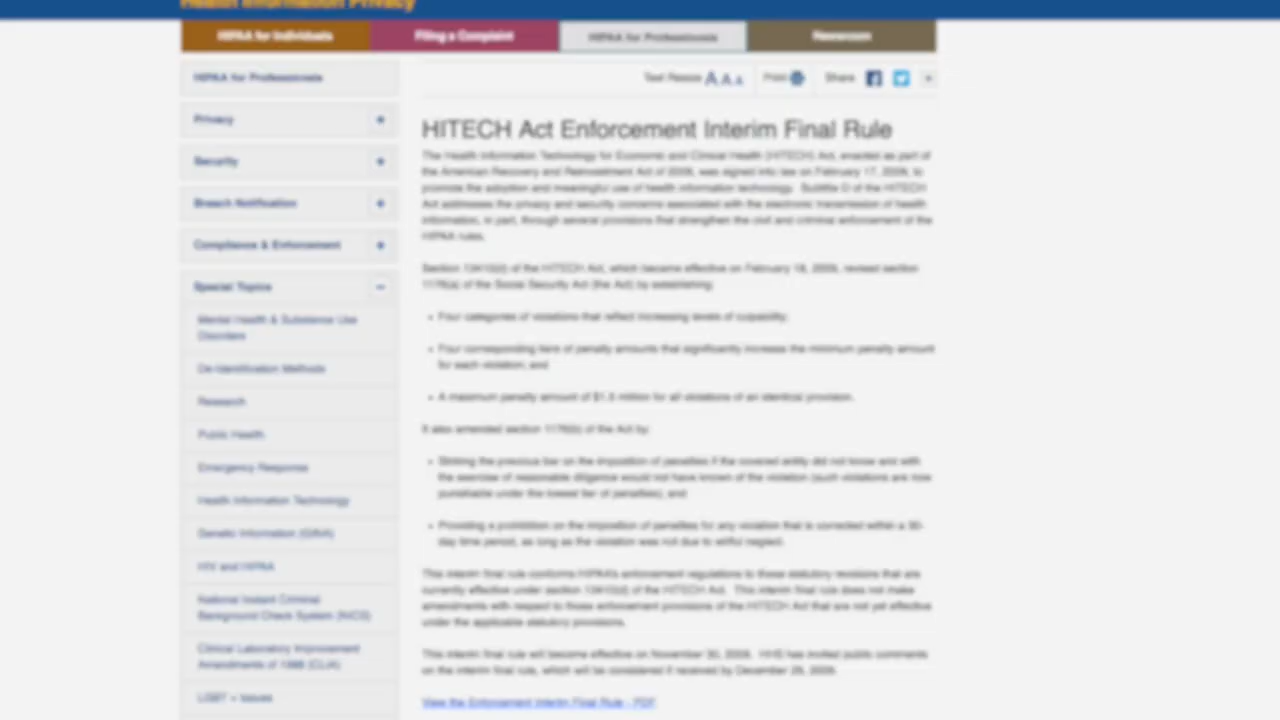 Health Information Privacy
HIPAA for Individuals
Filing a Complaint
HIPAA for Professionals
Newsroom
HIPAA for Professionals
Text Resize A A A
Print
Share
+
Privacy +
Security +
Breach Notification +
Compliance & Enforcement +
Special Topics −
Mental Health & Substance Use
Disorders
De-Identification Methods
Research
Public Health
Emergency Response
Health Information Technology
Genetic Information (GINA)
HIV and HIPAA
National Instant Criminal
Background Check System (NICS)
Clinical Laboratory Improvement
Amendments of 1988 (CLIA)
LGBT + Issues
HITECH Act Enforcement Interim Final Rule
The Health Information Technology for Economic and Clinical Health (HITECH) Act, enacted as part of
the American Recovery and Reinvestment Act of 2009, was signed into law on February 17, 2009, to
promote the adoption and meaningful use of health information technology. Subtitle D of the HITECH
Act addresses the privacy and security concerns associated with the electronic transmission of health
information, in part, through several provisions that strengthen the civil and criminal enforcement of the
HIPAA rules.
Section 13410(d) of the HITECH Act, which became effective on February 18, 2009, revised section
1176(a) of the Social Security Act (the Act) by establishing:
• Four categories of violations that reflect increasing levels of culpability;
• Four corresponding tiers of penalty amounts that significantly increase the minimum penalty amount
for each violation; and
• A maximum penalty amount of $1.5 million for all violations of an identical provision.
It also amended section 1176(b) of the Act by:
• Striking the previous bar on the imposition of penalties if the covered entity did not know and with
the exercise of reasonable diligence would not have known of the violation (such violations are now
punishable under the lowest tier of penalties); and
• Providing a prohibition on the imposition of penalties for any violation that is corrected within a 30-
day time period, as long as the violation was not due to willful neglect.
This interim final rule conforms HIPAA's enforcement regulations to these statutory revisions that are
currently effective under section 13410(d) of the HITECH Act. This interim final rule does not make
amendments with respect to those enforcement provisions of the HITECH Act that are not yet effective
under the applicable statutory provisions.
This interim final rule will become effective on November 30, 2009. HHS has invited public comments
on the interim final rule, which will be considered if received by December 29, 2009.
View the Enforcement Interim Final Rule - PDF